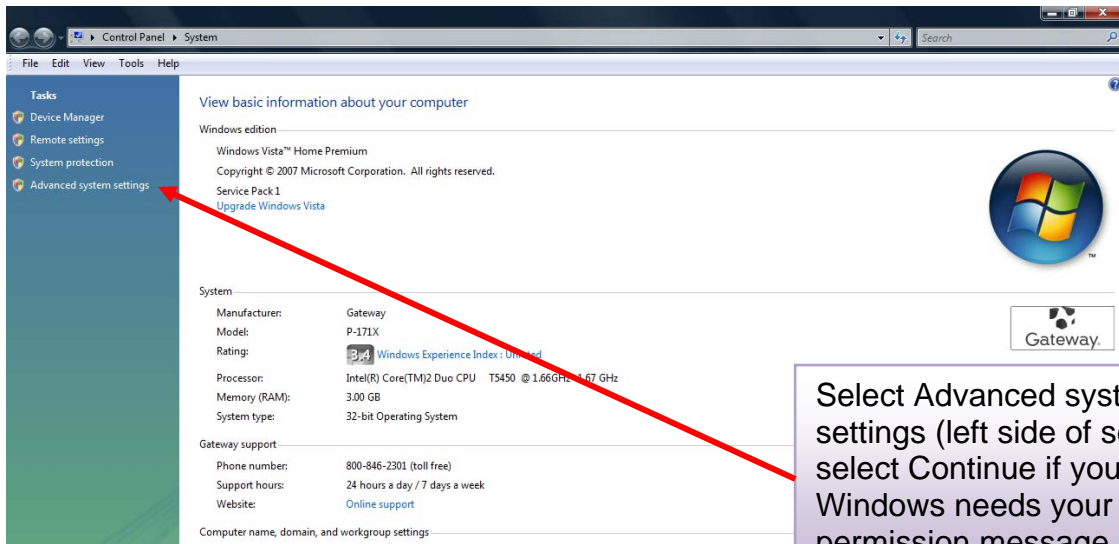 Control Panel ▸ System
Search
File Edit View Tools Help
Tasks
Device Manager
Remote settings
System protection
Advanced system settings
View basic information about your computer
Windows edition
Windows Vista™ Home Premium
Copyright © 2007 Microsoft Corporation. All rights reserved.
Service Pack 1
Upgrade Windows Vista
TM
System
Manufacturer: Gateway
Model: P-171X
Rating: 3.4 Windows Experience Index :
Processor: Intel(R) Core(TM)2 Duo CPU T5450 @ 1.66GHz 1.67 GHz
Memory (RAM): 3.00 GB
System type: 32-bit Operating System
Gateway.
Gateway support
Phone number: 800-846-2301 (toll free)
Support hours: 24 hours a day / 7 days a week
Website: Online support
Computer name, domain, and workgroup settings
Select Advanced
settings (left side of
select Continue if you
Windows needs your
permission message